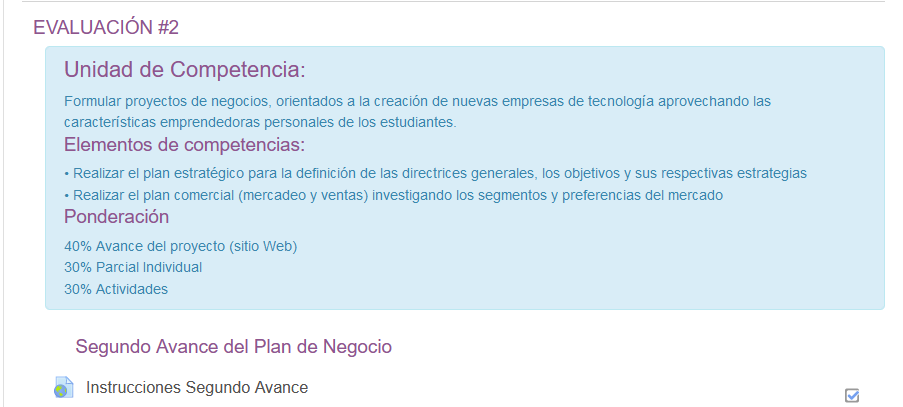 EVALUACIÓN #2
Unidad de Competencia:
Formular proyectos de negocios, orientados a la creación de nuevas empresas de tecnología aprovechando las
características emprendedoras personales de los estudiantes.
Elementos de competencias:
• Realizar el plan estratégico para la definición de las directrices generales, los objetivos y sus respectivas estrategias
• Realizar el plan comercial (mercadeo y ventas) investigando los segmentos y preferencias del mercado
Ponderación
40% Avance del proyecto (sitio Web)
30% Parcial Individual
30% Actividades
Segundo Avance del Plan de Negocio
Instrucciones Segundo Avance